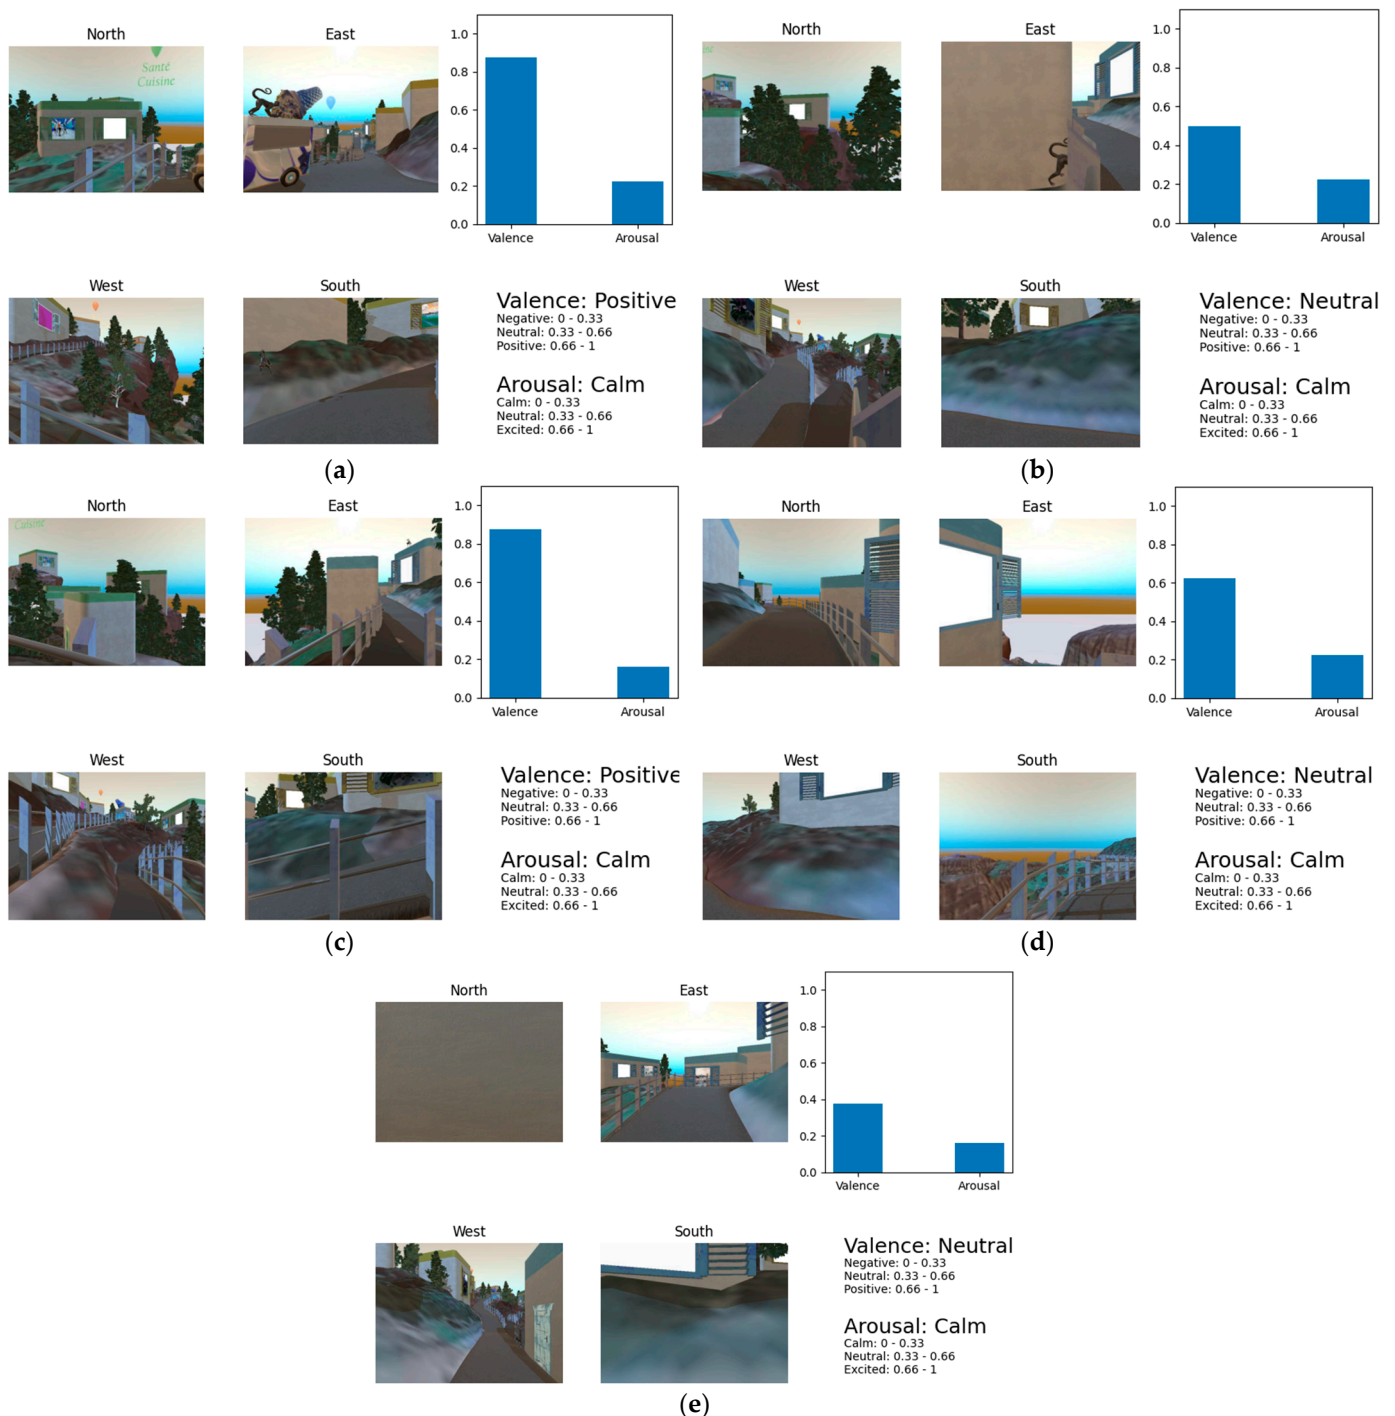 North
East
Santé
Cuisine
1.0
0.8
0.6
0.4
0.2
0.0
Valence
Arousal
West
South
Valence: Positive
Negative: 0 - 0.33
Neutral: 0.33 - 0.66
Positive: 0.66 - 1
Arousal: Calm
Calm: 0 - 0.33
Neutral: 0.33 - 0.66
Excited: 0.66 - 1
(a)
North
East
1.0
0.8
0.6
0.4
0.2
0.0
Valence
Arousal
West
South
Valence: Neutral
Negative: 0 - 0.33
Neutral: 0.33 - 0.66
Positive: 0.66 - 1
Arousal: Calm
Calm: 0 - 0.33
Neutral: 0.33 - 0.66
Excited: 0.66 - 1
(b)
North
East
Cuisine
1.0
0.8
0.6
0.4
0.2
0.0
Valence
Arousal
West
South
Valence: Positive
Negative: 0 - 0.33
Neutral: 0.33 - 0.66
Positive: 0.66 - 1
Arousal: Calm
Calm: 0 - 0.33
Neutral: 0.33 - 0.66
Excited: 0.66 - 1
(c)
North
East
1.0
0.8
0.6
0.4
0.2
0.0
Valence
Arousal
West
South
Valence: Neutral
Negative: 0 - 0.33
Neutral: 0.33 - 0.66
Positive: 0.66 - 1
Arousal: Calm
Calm: 0 - 0.33
Neutral: 0.33 - 0.66
Excited: 0.66 - 1
(d)
North
East
1.0
0.8
0.6
0.4
0.2
0.0
Valence
Arousal
West
South
Valence: Neutral
Negative: 0 - 0.33
Neutral: 0.33 - 0.66
Positive: 0.66 - 1
Arousal: Calm
Calm: 0 - 0.33
Neutral: 0.33 - 0.66
Excited: 0.66 - 1
(e)